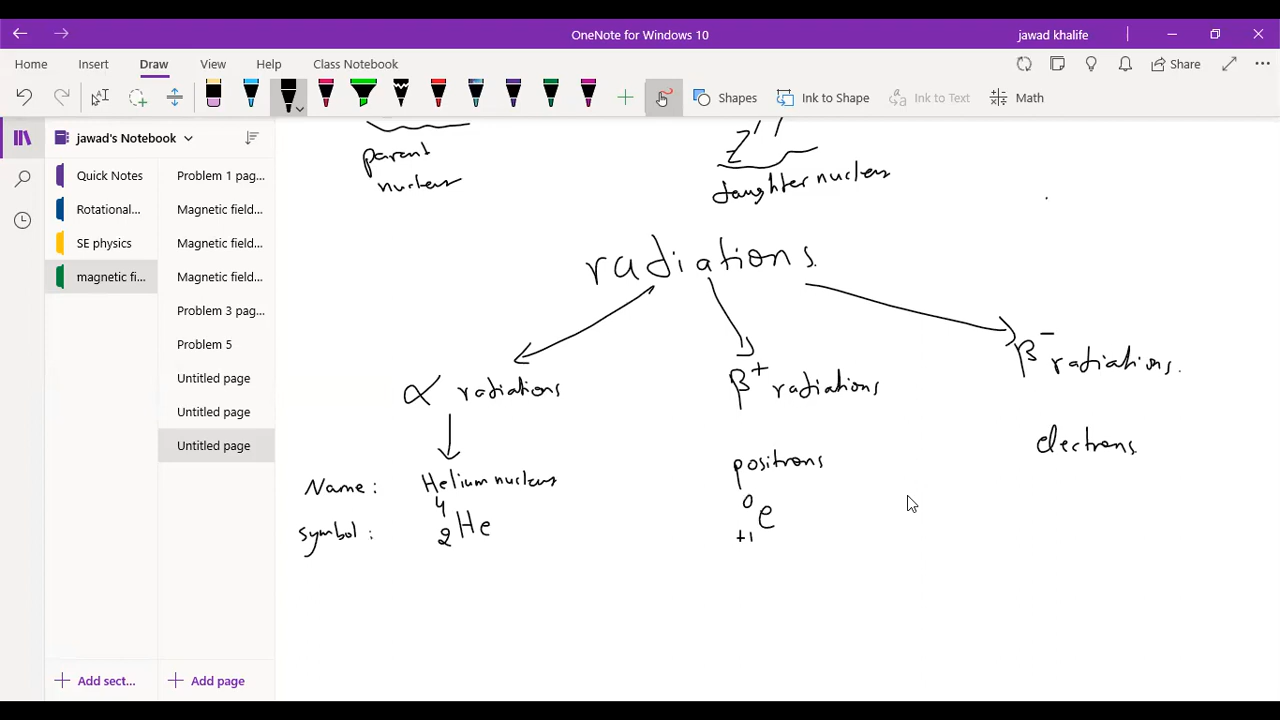 OneNote for Windows 10
jawad khalife
Home Insert Draw View Help Class Notebook
Share
Shapes Ink to Shape Ink to Text Math
jawad's Notebook
Quick Notes
Rotational...
SE physics
magnetic fi...
Problem 1 pag...
Magnetic field...
Magnetic field...
Magnetic field...
Problem 3 pag...
Problem 5
Untitled page
Untitled page
Untitled page
Add sect...
Add page
parent
nucleus
daughter nucleus
radiations.
α radiations
β+ radiations
β− radiations.
positrons
electrons.
Name : Helium nucleus
symbol : 4 2 He
0 +1 e